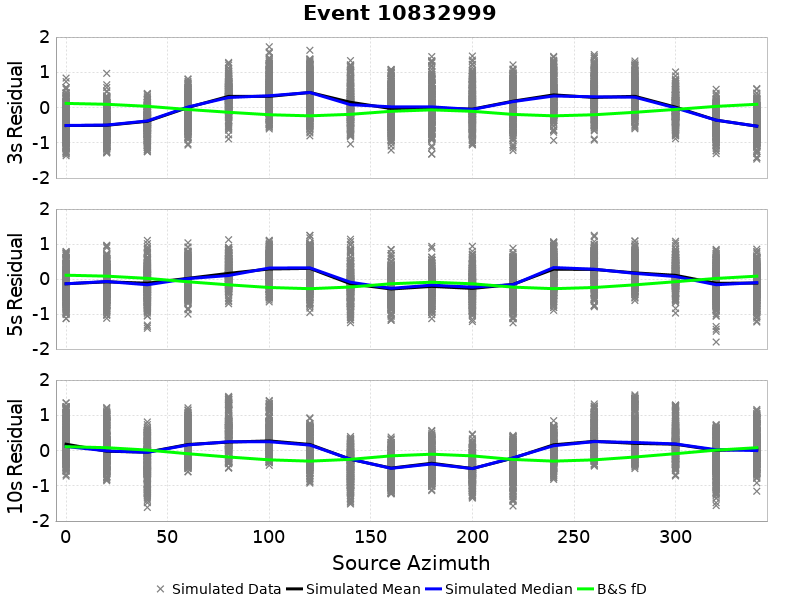 Event 10832999
3s Residual
2
1
0
-1
-2
5s Residual
2
1
0
-1
-2
10s Residual
2
1
0
-1
-2
0 50 100 150 200 250 300
Source Azimuth
Simulated Data Simulated Mean Simulated Median B&S fD